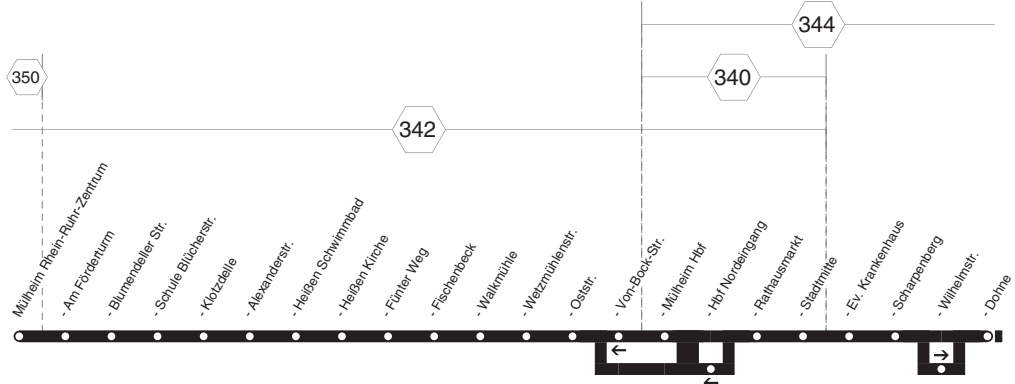 344
350
340
342
Mülheim Rhein-Ruhr-Zentrum
- Am Förderturm
- Blumendeller Str.
- Schule Blücherstr.
- Klotzdelle
- Alexanderstr.
- Heißen Schwimmbad
- Heißen Kirche
- Fünter Weg
- Fischenbeck
- Walkmühle
- Wetzmühlenstr.
- Oststr.
- Von-Bock-Str.
- Mülheim Hbf
- Hbf Nordeingang
- Rathausmarkt
- Stadtmitte
- Ev. Krankenhaus
- Scharpenberg
- Wilhelmstr.
- Dohne